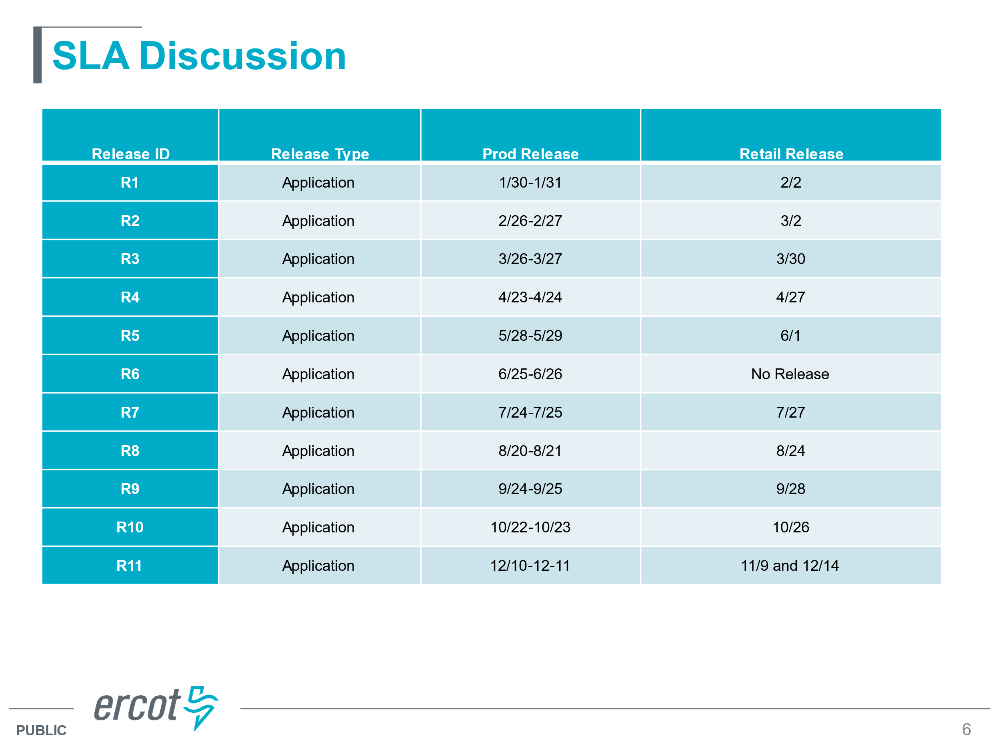 SLA Discussion
Release ID Release Type Prod Release Retail Release
R1 Application 1/30-1/31 2/2
R2 Application 2/26-2/27 3/2
R3 Application 3/26-3/27 3/30
R4 Application 4/23-4/24 4/27
R5 Application 5/28-5/29 6/1
R6 Application 6/25-6/26 No Release
R7 Application 7/24-7/25 7/27
R8 Application 8/20-8/21 8/24
R9 Application 9/24-9/25 9/28
R10 Application 10/22-10/23 10/26
R11 Application 12/10-12-11 11/9 and 12/14
ercot
PUBLIC
6